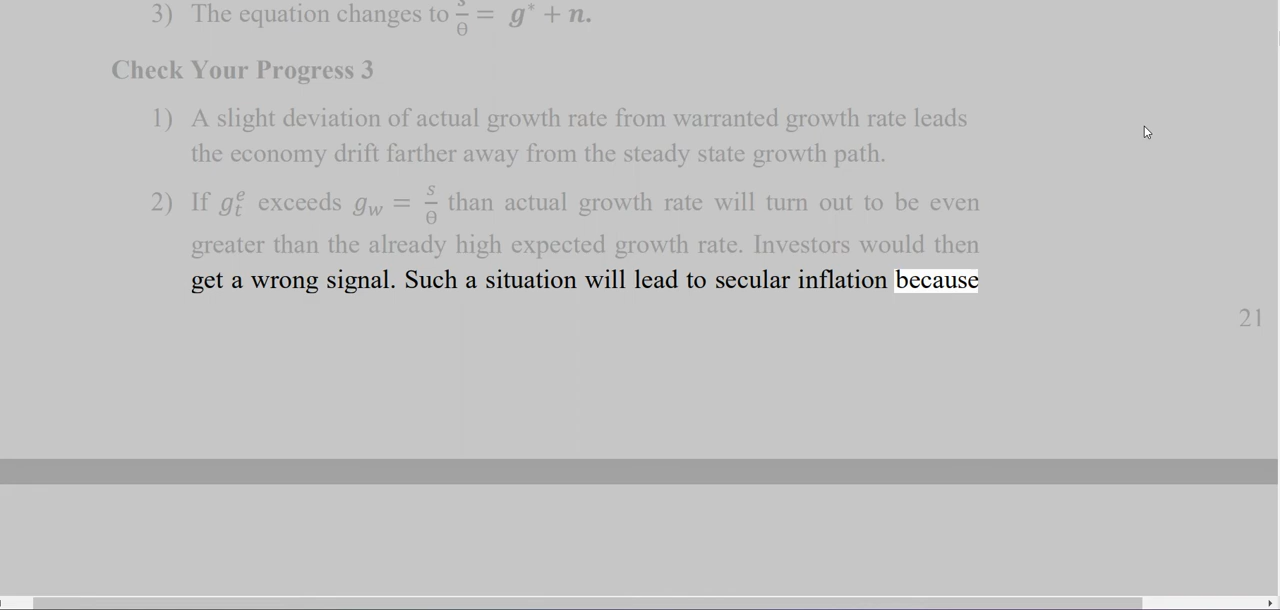 3) The equation changes to s/θ = g* + n.
Check Your Progress 3
1) A slight deviation of actual growth rate from warranted growth rate leads
the economy drift farther away from the steady state growth path.
2) If gₜᵉ exceeds g_w = s/θ than actual growth rate will turn out to be even
greater than the already high expected growth rate. Investors would then
get a wrong signal. Such a situation will lead to secular inflation because
21